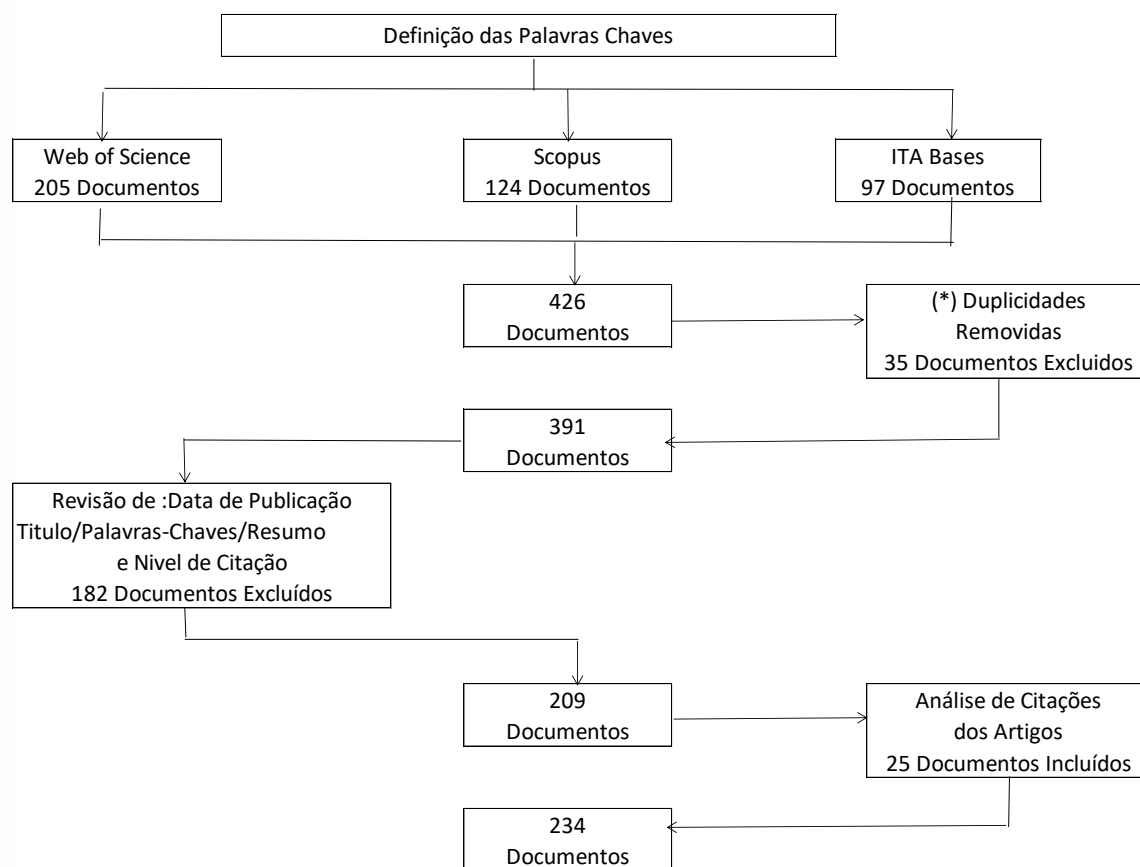 Definição das Palavras Chaves
Web of Science
205 Documentos
Scopus
124 Documentos
ITA Bases
97 Documentos
426
Documentos
(*) Duplicidades
Removidas
35 Documentos Excluidos
391
Documentos
Revisão de :Data de Publicação
Titulo/Palavras-Chaves/Resumo
e Nivel de Citação
182 Documentos Excluídos
209
Documentos
Análise de Citações
dos Artigos
25 Documentos Incluídos
234
Documentos